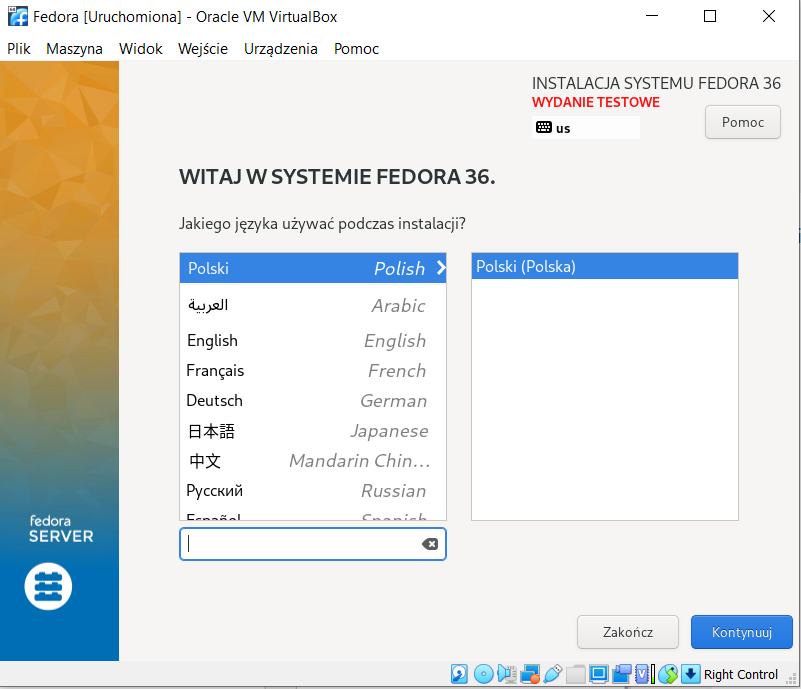 Fedora [Uruchomiona] - Oracle VM VirtualBox
Plik Maszyna Widok Wejście Urządzenia Pomoc
INSTALACJA SYSTEMU FEDORA 36
WYDANIE TESTOWE
us
Pomoc
WITAJ W SYSTEMIE FEDORA 36.
Jakiego języka używać podczas instalacji?
Polski Polish
Polski (Polska)
العربية Arabic
English English
Français French
Deutsch German
日本語 Japanese
中文 Mandarin Chin...
Русский Russian
Español Spanish
fedora
SERVER
Zakończ Kontynuuj
Right Control